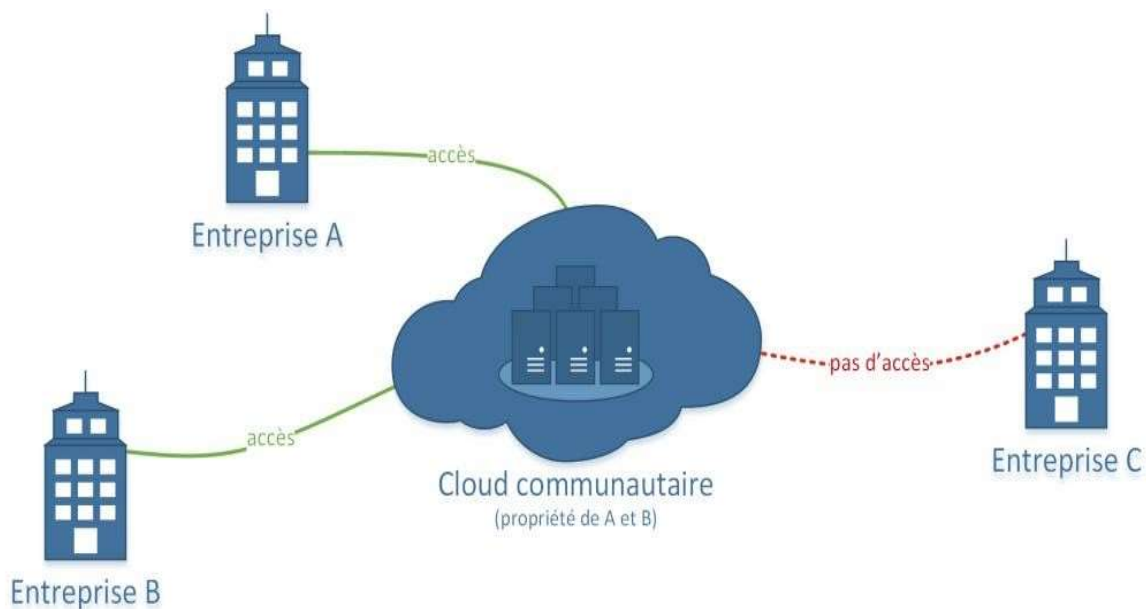 accès
Entreprise A
pas d'accès
accès
Entreprise C
Cloud communautaire
(propriété de A et B)
Entreprise B